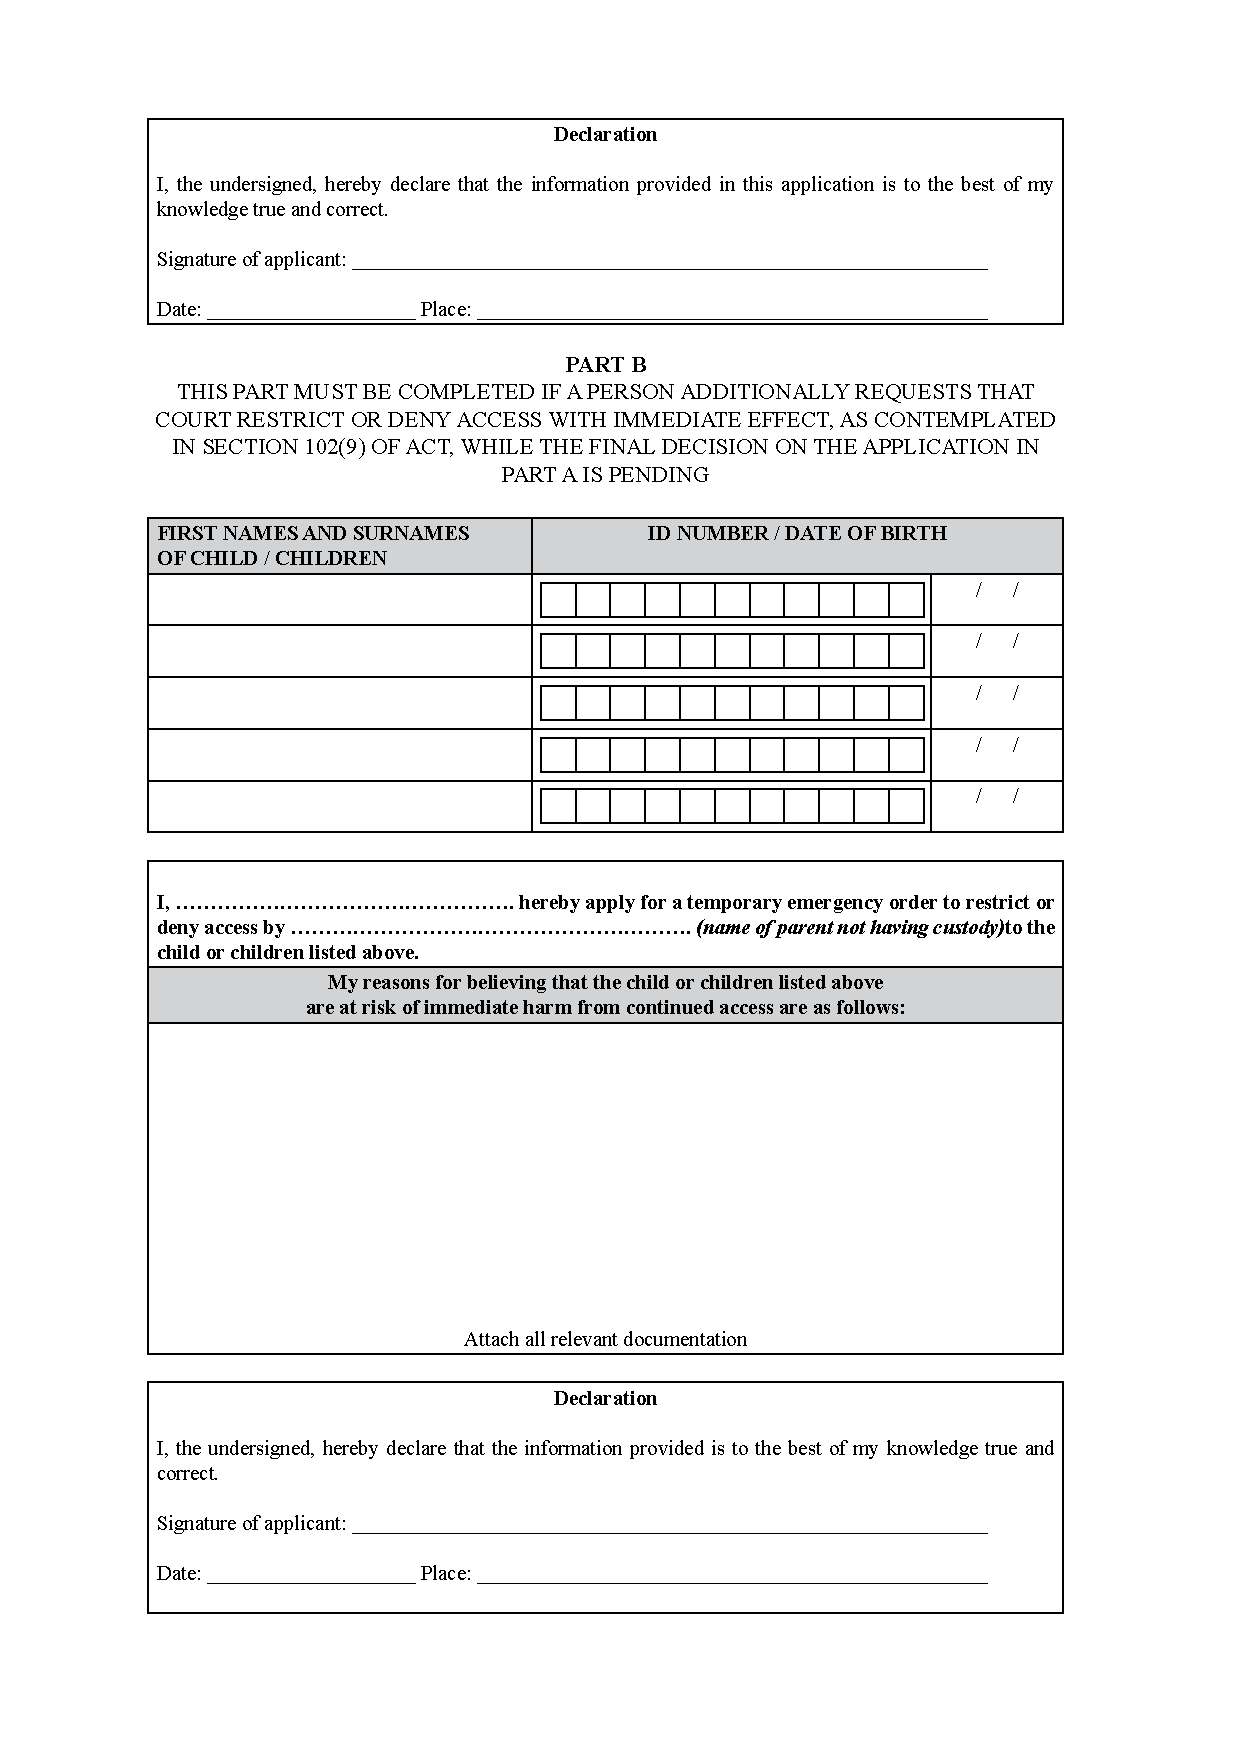 Declaration
I, the undersigned, hereby declare that the information provided in this application is to the best of my
knowledge true and correct.
Signature of applicant: _____________________________________________________________
Date: ____________________ Place: _________________________________________________
PART B
THIS PART MUST BE COMPLETED IF A PERSON ADDITIONALLY REQUESTS THAT
COURT RESTRICT OR DENY ACCESS WITH IMMEDIATE EFFECT, AS CONTEMPLATED
IN SECTION 102(9) OF ACT, WHILE THE FINAL DECISION ON THE APPLICATION IN
PART A IS PENDING
FIRST NAMES AND SURNAMES
OF CHILD / CHILDREN
ID NUMBER / DATE OF BIRTH
/ /
/ /
/ /
/ /
/ /
I, …………………………………………. hereby apply for a temporary emergency order to restrict or
deny access by …………………………………………………. (name of parent not having custody)to the
child or children listed above.
My reasons for believing that the child or children listed above
are at risk of immediate harm from continued access are as follows:
Attach all relevant documentation
Declaration
I, the undersigned, hereby declare that the information provided is to the best of my knowledge true and
correct.
Signature of applicant: _____________________________________________________________
Date: ____________________ Place: _________________________________________________